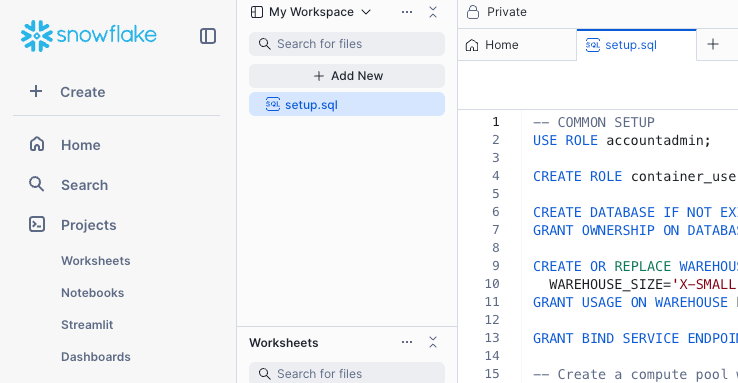 snowflake
Create
Home
Search
Projects
Worksheets
Notebooks
Streamlit
Dashboards
My Workspace
Search for files
Add New
setup.sql
Worksheets
Search for files
Private
Home
SQL setup.sql
1 -- COMMON SETUP
2 USE ROLE accountadmin;
3
4 CREATE ROLE container_use
5
6 CREATE DATABASE IF NOT EXI
7 GRANT OWNERSHIP ON DATABAS
8
9 CREATE OR REPLACE WAREHOUS
10 WAREHOUSE_SIZE='X-SMALL
11 GRANT USAGE ON WAREHOUSE
12
13 GRANT BIND SERVICE ENDPOIN
14
15 -- Create a compute pool w